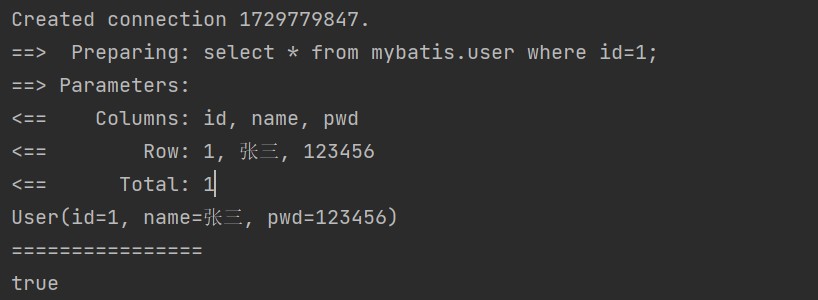 Created connection 1729779847.
==>  Preparing: select * from mybatis.user where id=1;
==> Parameters:
<==    Columns: id, name, pwd
<==        Row: 1, 张三, 123456
<==      Total: 1
User(id=1, name=张三, pwd=123456)
================
true